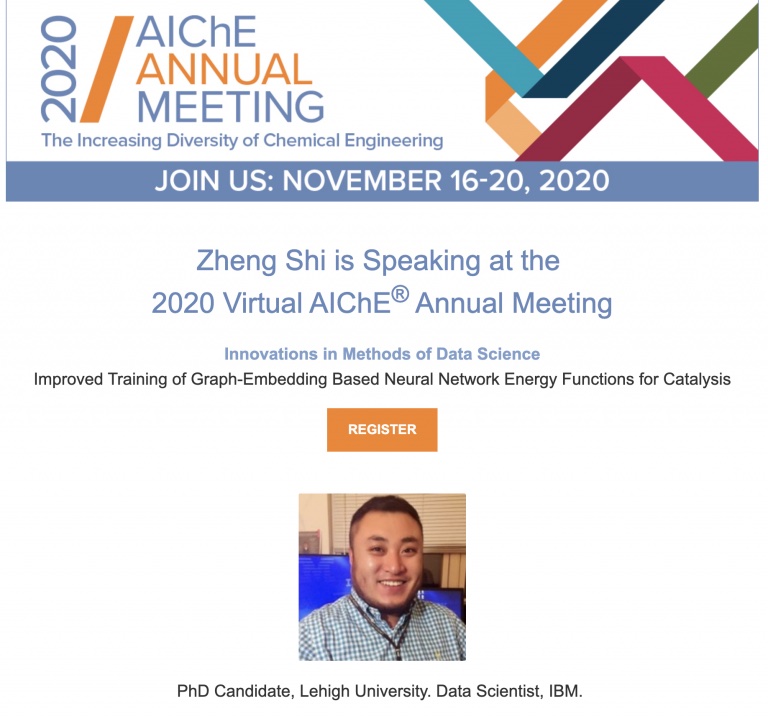 2020
AIChE
ANNUAL
MEETING
The Increasing Diversity of Chemical Engineering
JOIN US: NOVEMBER 16-20, 2020
Zheng Shi is Speaking at the
2020 Virtual AIChE® Annual Meeting
Innovations in Methods of Data Science
Improved Training of Graph-Embedding Based Neural Network Energy Functions for Catalysis
REGISTER
PhD Candidate, Lehigh University. Data Scientist, IBM.